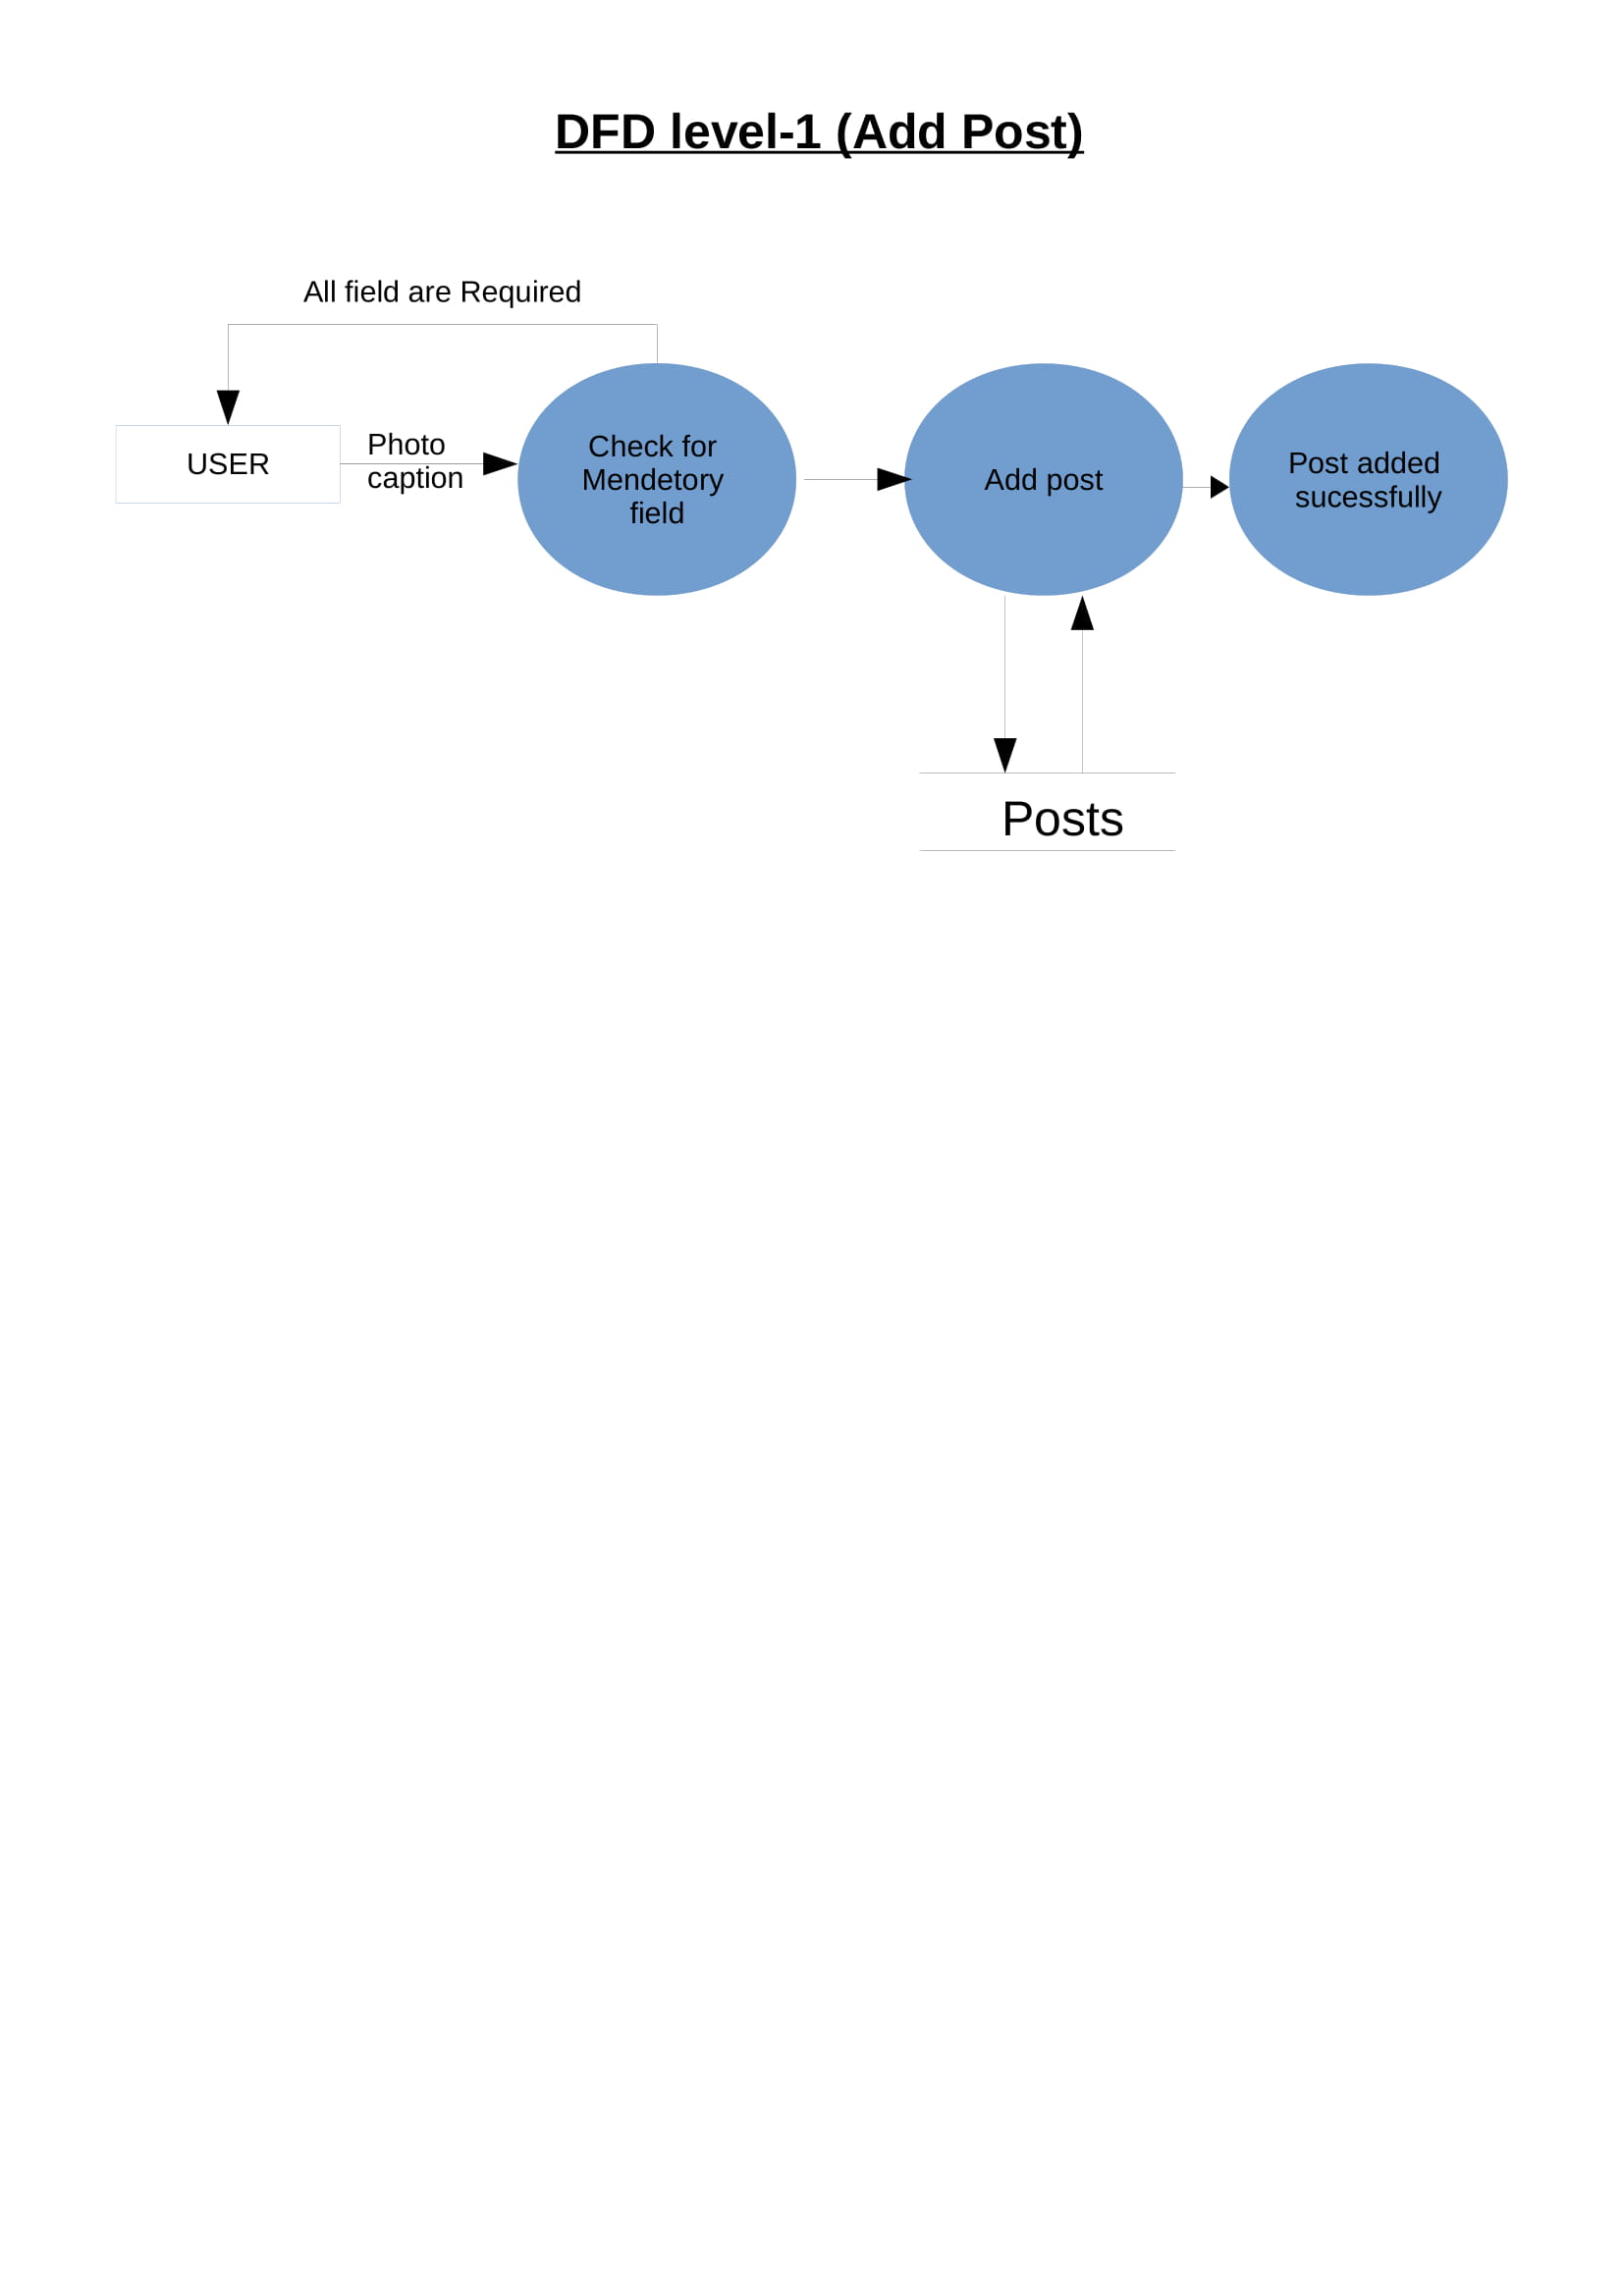 DFD level-1 (Add Post)
All field are Required
USER
Photo
caption
Check for
Mendetory
field
Add post
Post added
sucessfully
Posts